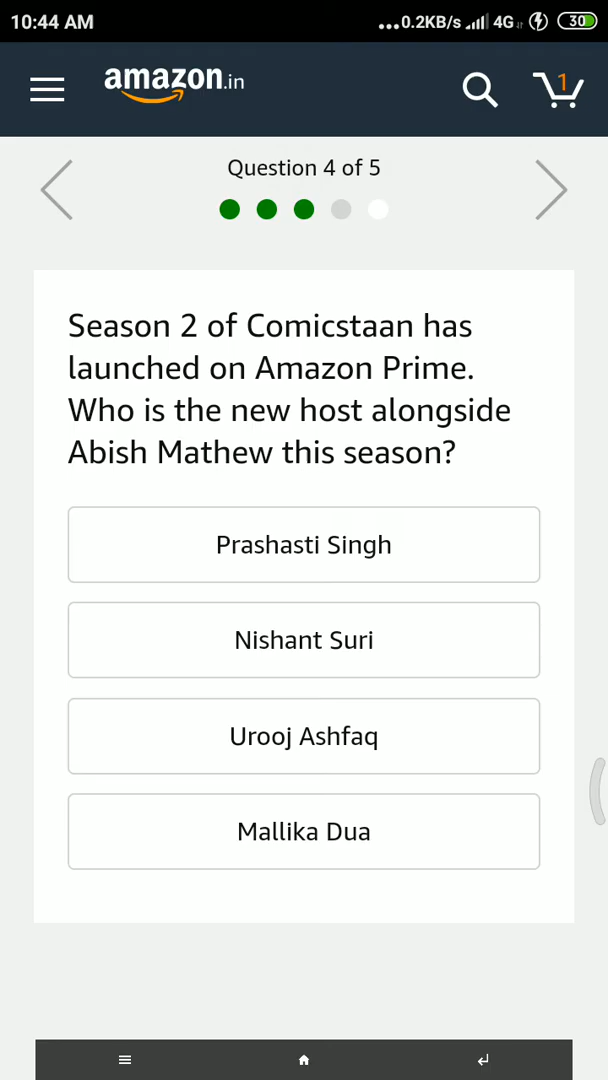 10:44 AM ...0.2KB/s 4G 30
amazon.in 1
Question 4 of 5
Season 2 of Comicstaan has
launched on Amazon Prime.
Who is the new host alongside
Abish Mathew this season?
Prashasti Singh
Nishant Suri
Urooj Ashfaq
Mallika Dua